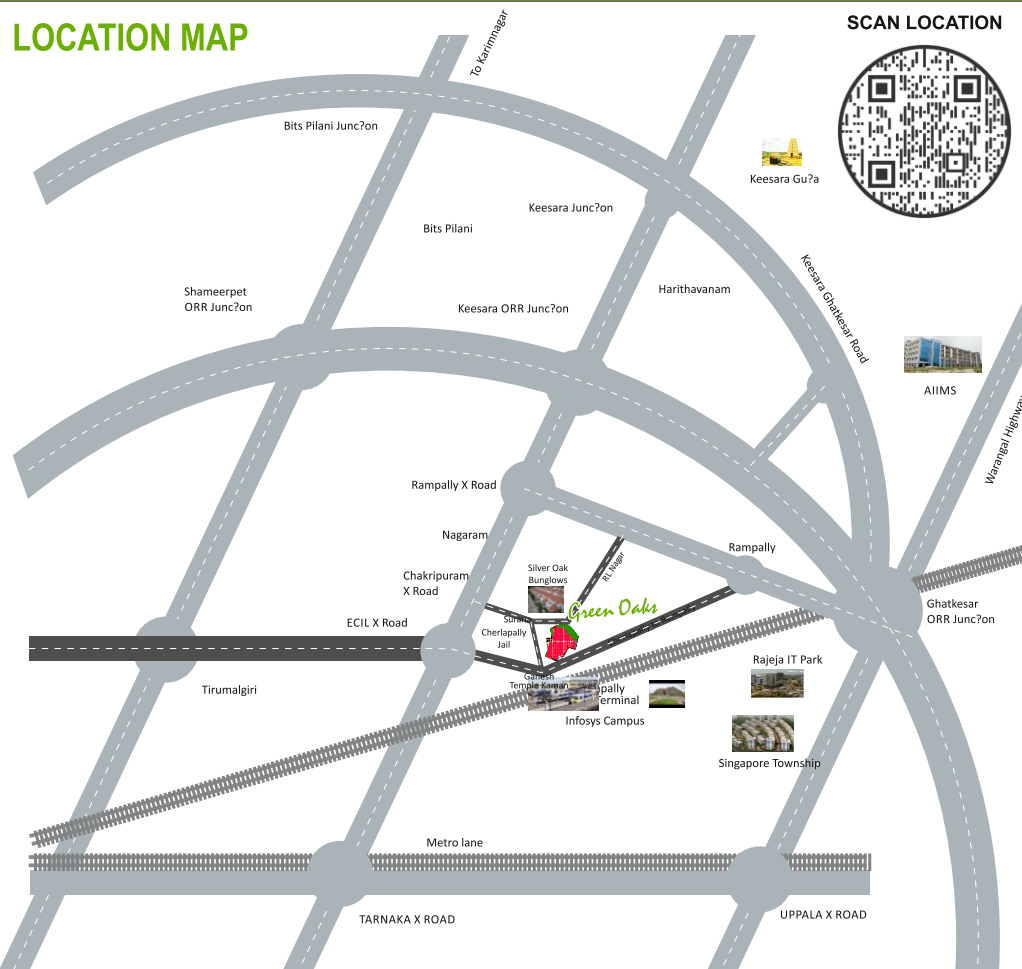 LOCATION MAP
SCAN LOCATION
To Karimnagar
Bits Pilani Junc?on
Keesara Gu?a
Keesara Junc?on
Bits Pilani
Keesara Ghatkesar Road
Shameerpet
ORR Junc?on
Harithavanam
Keesara ORR Junc?on
AIIMS
Warangal Highway
Rampally X Road
Nagaram
Rampally
Silver Oak
Bunglows
RL Nagar
Chakripuram
X Road
Green Oaks
Ghatkesar
ORR Junc?on
ECIL X Road
Surana
Cherlapally
Jail
Rajeja IT Park
Ganesh
Temple Kaman
Tirumalgiri
pally
erminal
Infosys Campus
Singapore Township
Metro lane
TARNAKA X ROAD
UPPALA X ROAD